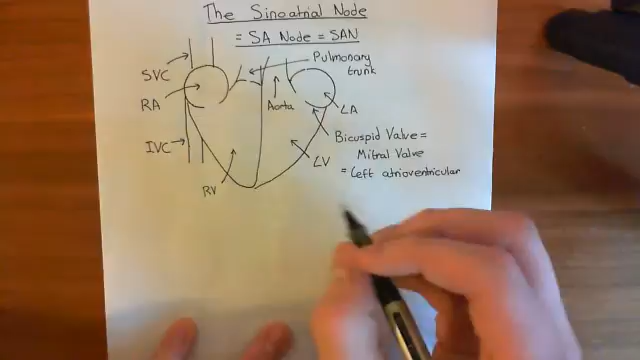 The Sinoatrial Node
= SA Node = SAN
SVC
RA
IVC
RV
Pulmonary
trunk
Aorta
LA
Bicuspid Valve =
Mitral Valve
= Left atrioventricular
LV